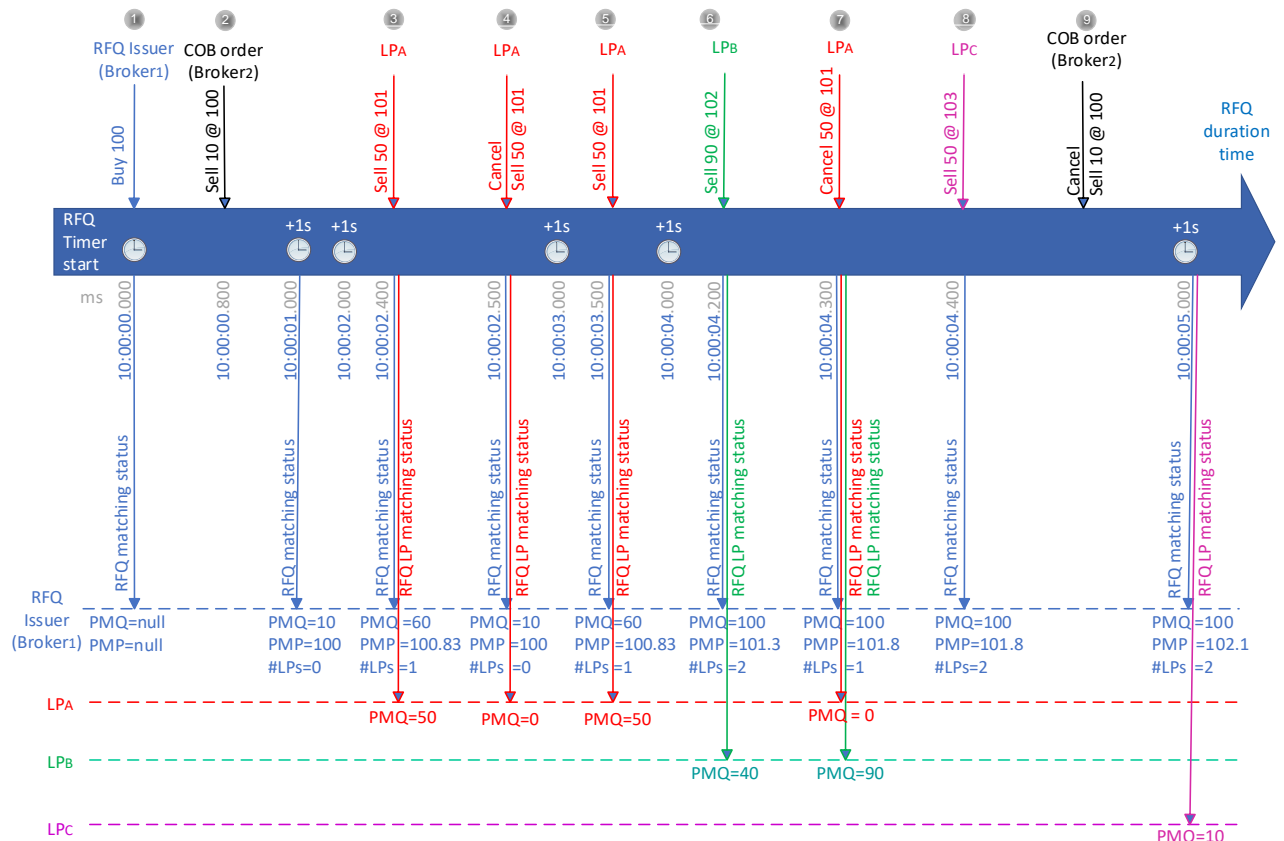 1 2 3 4 5 6 7 8 9
RFQ Issuer
(Broker1)
COB order
(Broker2)
LPA
LPA
LPA
LPB
LPA
LPC
COB order
(Broker2)
Buy 100
Sell 10 @ 100
Sell 50 @ 101
Cancel
Sell 50 @ 101
Sell 50 @ 101
Sell 90 @ 102
Cancel 50 @ 101
Sell 50 @ 103
Cancel
Sell 10 @ 100
RFQ
duration
time
RFQ
Timer
start
+1s
+1s
+1s
+1s
+1s
ms
10:00:00.000
10:00:00.800
10:00:01.000
10:00:02.000
10:00:02.400
10:00:02.500
10:00:03.000
10:00:03.500
10:00:04.000
10:00:04.200
10:00:04.300
10:00:04.400
10:00:05.000
RFQ matching status
RFQ matching status
RFQ matching status
RFQ LP matching status
RFQ matching status
RFQ LP matching status
RFQ matching status
RFQ LP matching status
RFQ matching status
RFQ LP matching status
RFQ matching status
RFQ LP matching status
RFQ LP matching status
RFQ matching status
RFQ matching status
RFQ LP matching status
RFQ
Issuer
(Broker1)
PMQ=null
PMP=null
PMQ=10
PMP=100
#LPs=0
PMQ=60
PMP =100.83
#LPs =1
PMQ=10
PMP =100
#LPs =0
PMQ=60
PMP =100.83
#LPs =1
PMQ=100
PMP =101.3
#LPs =2
PMQ=100
PMP =101.8
#LPs =1
PMQ=100
PMP=101.8
#LPs=2
PMQ=100
PMP =102.1
#LPs =2
LPA
PMQ=50
PMQ=0
PMQ=50
PMQ = 0
LPB
PMQ=40
PMQ=90
LPC
PMQ=10